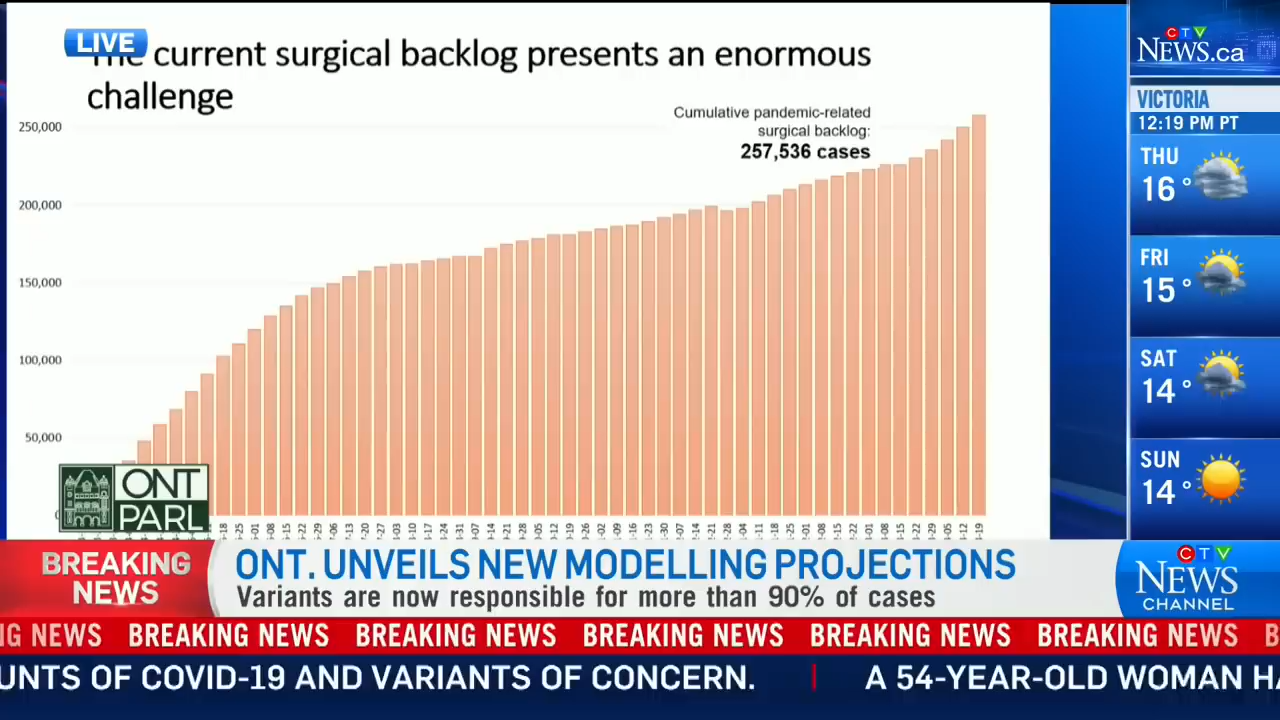 LIVE
The current surgical backlog presents an enormous
challenge
Cumulative pandemic-related
surgical backlog:
257,536 cases
250,000
200,000
150,000
100,000
50,000
ONT
PARL
CTV
NEWS.ca
VICTORIA
12:19 PM PT
THU
16°
FRI
15°
SAT
14°
SUN
14°
BREAKING
NEWS
ONT. UNVEILS NEW MODELLING PROJECTIONS
Variants are now responsible for more than 90% of cases
CTV
NEWS
CHANNEL
NG NEWS BREAKING NEWS BREAKING NEWS BREAKING NEWS BREAKING NEWS BREAKING NEWS B
UNTS OF COVID-19 AND VARIANTS OF CONCERN. | A 54-YEAR-OLD WOMAN HA